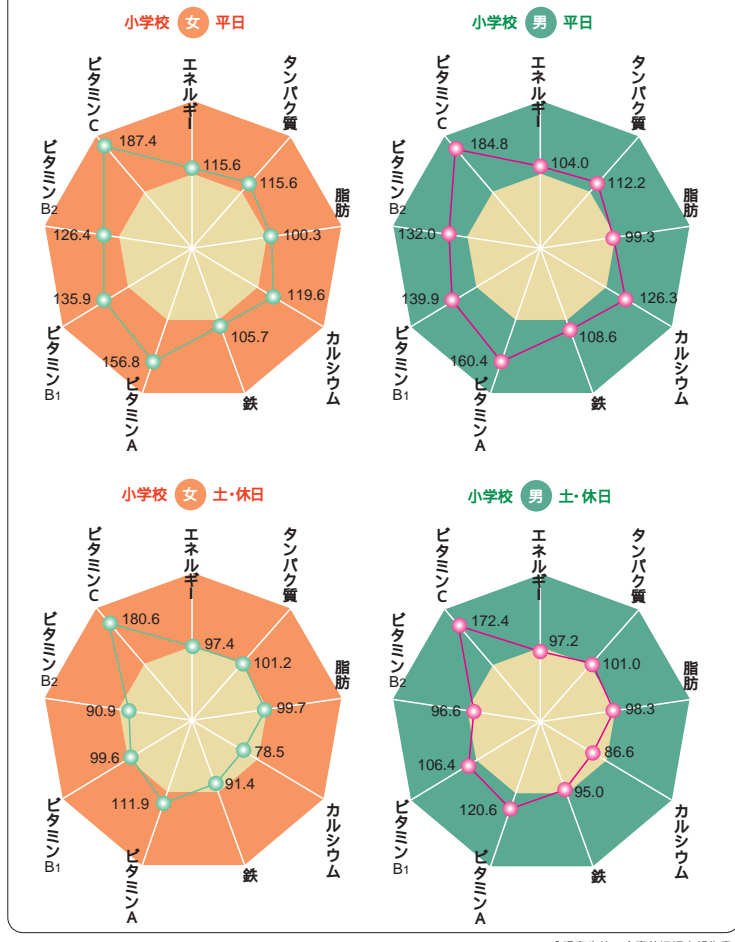 小学校 女 平日
エネルギー
タンパク質
脂肪
カルシウム
鉄
ビタミンA
ビタミンB1
ビタミンB2
ビタミンC
115.6
115.6
100.3
119.6
105.7
156.8
135.9
126.4
187.4
小学校 男 平日
エネルギー
タンパク質
脂肪
カルシウム
鉄
ビタミンA
ビタミンB1
ビタミンB2
ビタミンC
104.0
112.2
99.3
126.3
108.6
160.4
139.9
132.0
184.8
小学校 女 土・休日
エネルギー
タンパク質
脂肪
カルシウム
鉄
ビタミンA
ビタミンB1
ビタミンB2
ビタミンC
97.4
101.2
99.7
78.5
91.4
111.9
99.6
90.9
180.6
小学校 男 土・休日
エネルギー
タンパク質
脂肪
カルシウム
鉄
ビタミンA
ビタミンB1
ビタミンB2
ビタミンC
97.2
101.0
98.3
86.6
95.0
120.6
106.4
96.6
172.4